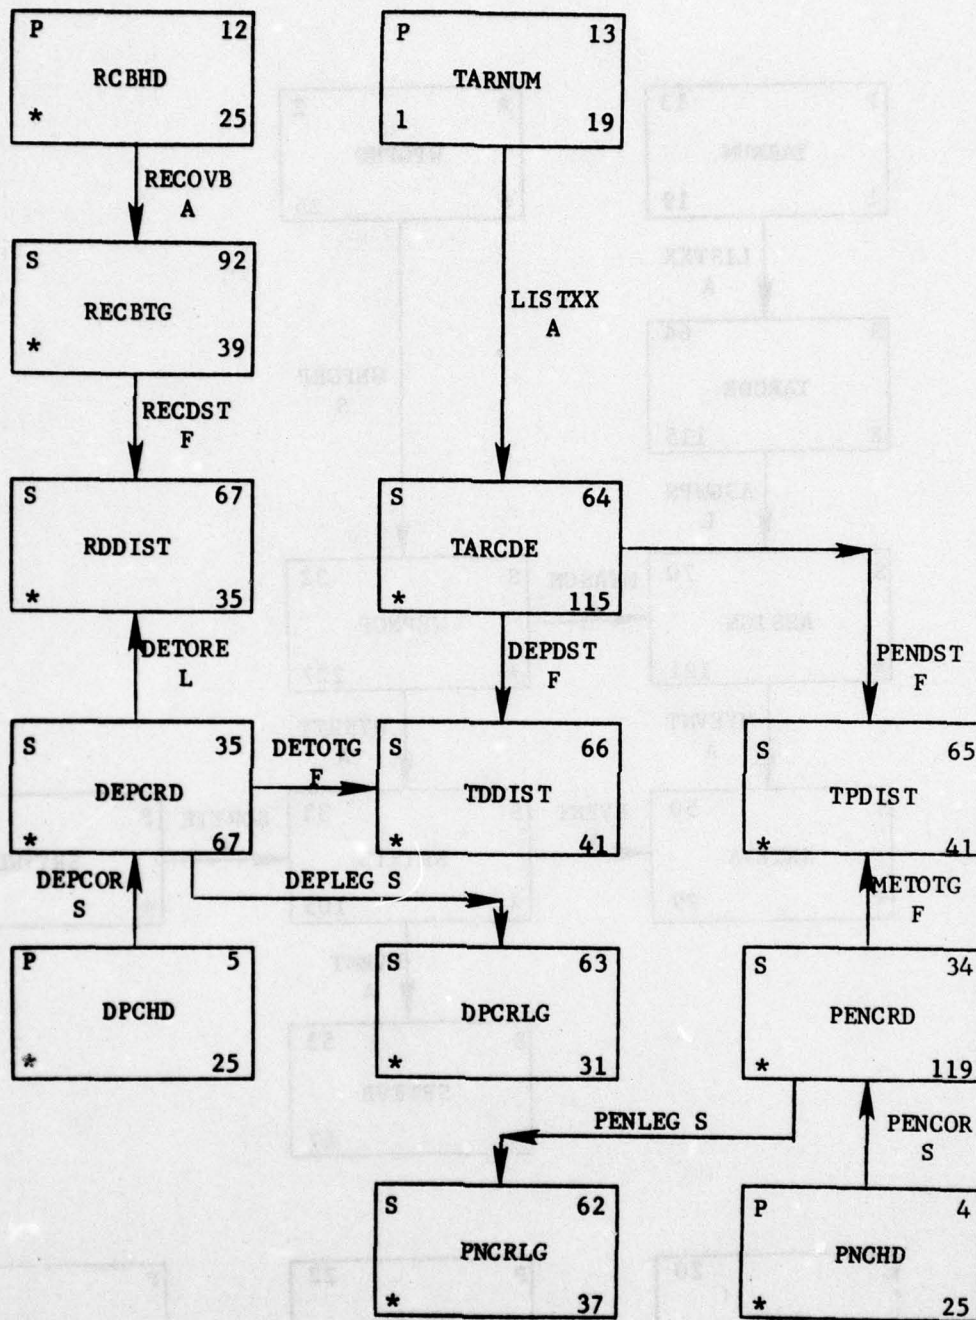 P 12
RCBHD
* 25
P 13
TARNUM
1 19
RECOVB
A
S 92
RECBTG
* 39
LISTXX
A
RECDST
F
S 67
RDDIST
* 35
S 64
TARCDE
* 115
DETORE
L
DEPDST
F
PENDST
F
S 35
DEPCRD
* 67
DETOTG
F
S 66
TDDIST
* 41
S 65
TPDIST
* 41
DEPCOR
S
DEPLEG S
METOTG
F
P 5
DPCHD
* 25
S 63
DPCRLG
* 31
S 34
PENCRD
* 119
PENLEG S
PENCOR
S
S 62
PNCRLG
* 37
P 4
PNCHD
* 25